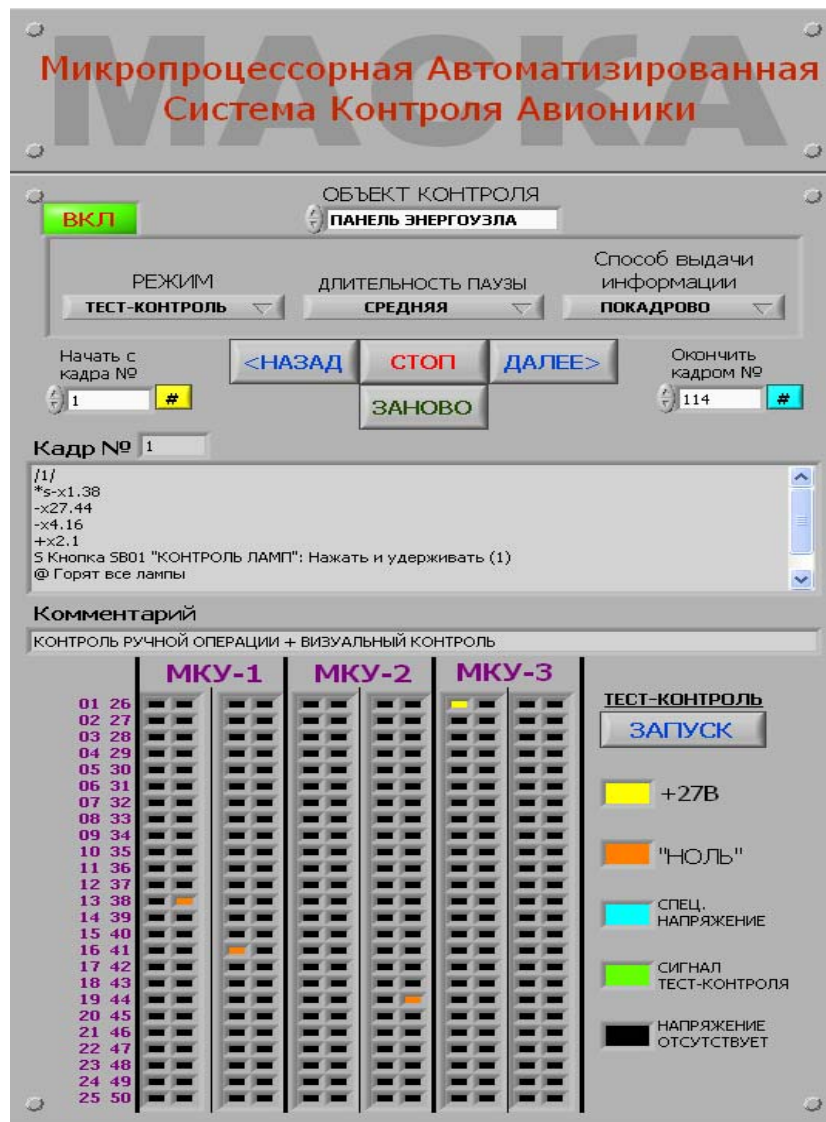 МАСКА
Микропроцессорная Автоматизированная
Система Контроля Авионики
ОБЪЕКТ КОНТРОЛЯ
ВКЛ
ПАНЕЛЬ ЭНЕРГОУЗЛА
РЕЖИМ
ДЛИТЕЛЬНОСТЬ ПАУЗЫ
Способ выдачи
информации
ТЕСТ-КОНТРОЛЬ
СРЕДНЯЯ
ПОКАДРОВО
Начать с
кадра №
1 #
<НАЗАД СТОП ДАЛЕЕ>
ЗАНОВО
Окончить
кадром №
114 #
Кадр № 1
/1/
*s-x1.38
-x27.44
-x4.16
+x2.1
S Кнопка SB01 "КОНТРОЛЬ ЛАМП": Нажать и удерживать (1)
@ Горят все лампы
Комментарий
КОНТРОЛЬ РУЧНОЙ ОПЕРАЦИИ + ВИЗУАЛЬНЫЙ КОНТРОЛЬ
МКУ-1 МКУ-2 МКУ-3
01 26
02 27
03 28
04 29
05 30
06 31
07 32
08 33
09 34
10 35
11 36
12 37
13 38
14 39
15 40
16 41
17 42
18 43
19 44
20 45
21 46
22 47
23 48
24 49
25 50
ТЕСТ-КОНТРОЛЬ
ЗАПУСК
+27В
"НОЛЬ"
СПЕЦ.
НАПРЯЖЕНИЕ
СИГНАЛ
ТЕСТ-КОНТРОЛЯ
НАПРЯЖЕНИЕ
ОТСУТСТВУЕТ